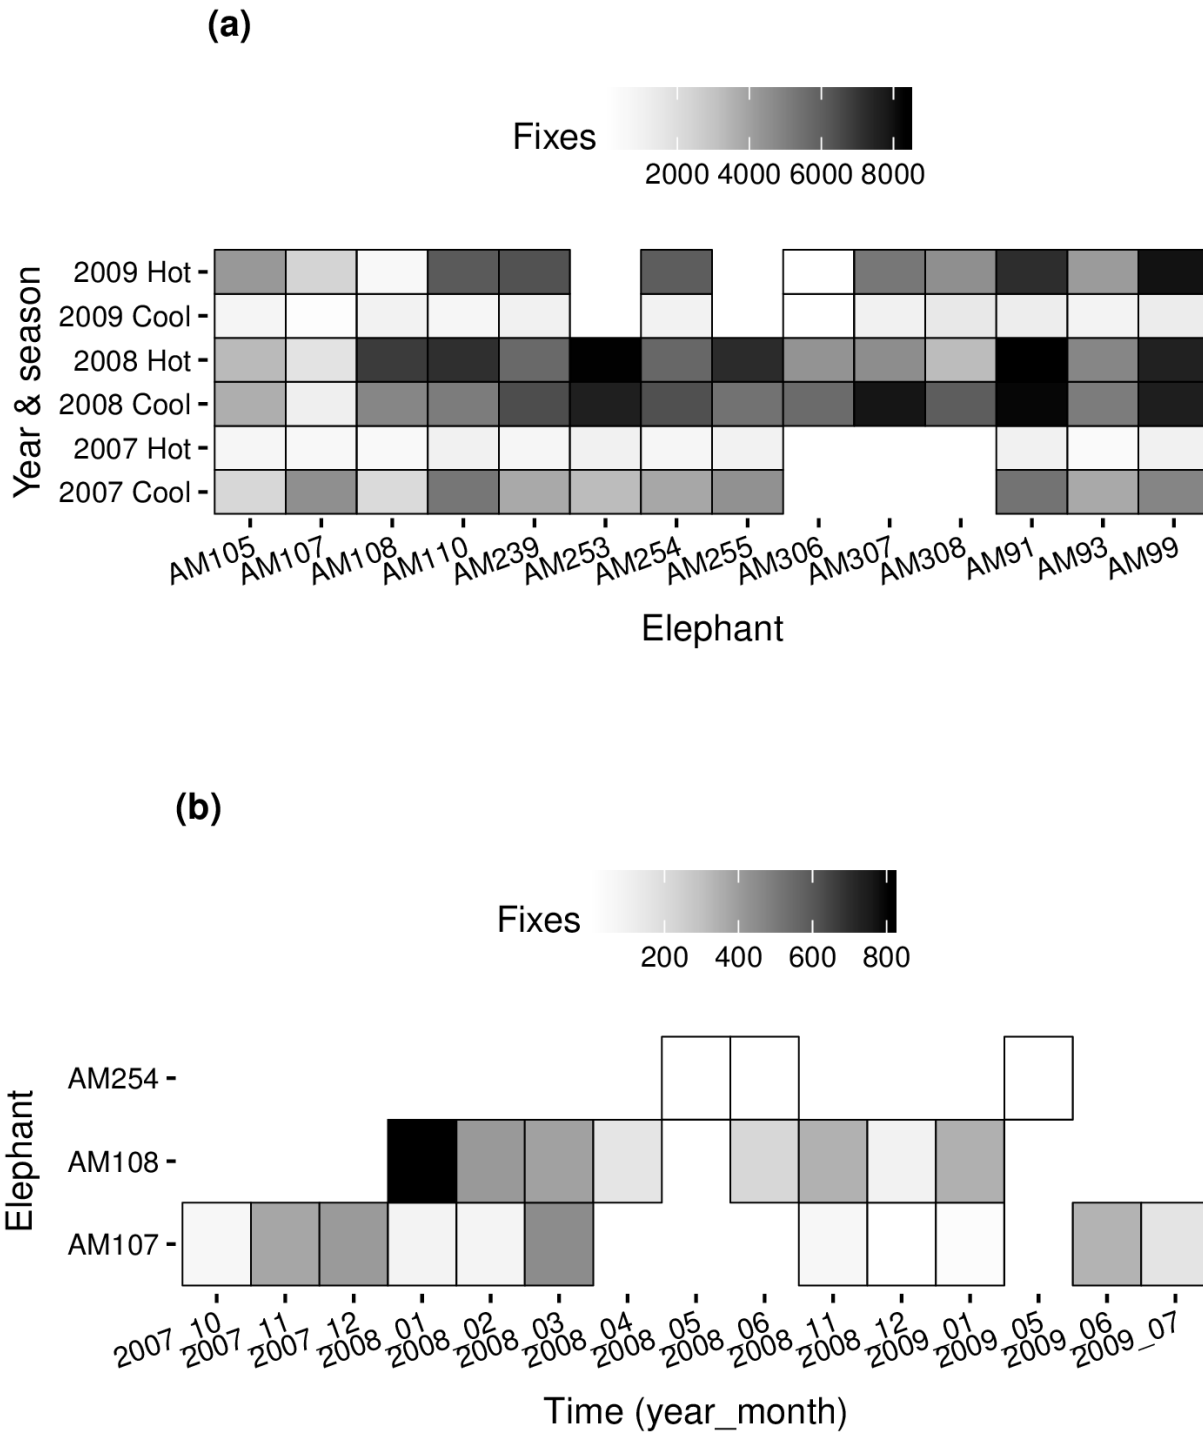 (a)
Fixes
2000 4000 6000 8000
Year & season
2009 Hot
2009 Cool
2008 Hot
2008 Cool
2007 Hot
2007 Cool
AM105 AM107 AM108 AM110 AM239 AM253 AM254 AM255 AM306 AM307 AM308 AM91 AM93 AM99
Elephant
(b)
Fixes
200 400 600 800
Elephant
AM254
AM108
AM107
2007_10 2007_11 2007_12 2008_01 2008_02 2008_03 2008_04 2008_05 2008_06 2008_11 2008_12 2009_01 2009_05 2009_06 2009_07
Time (year_month)